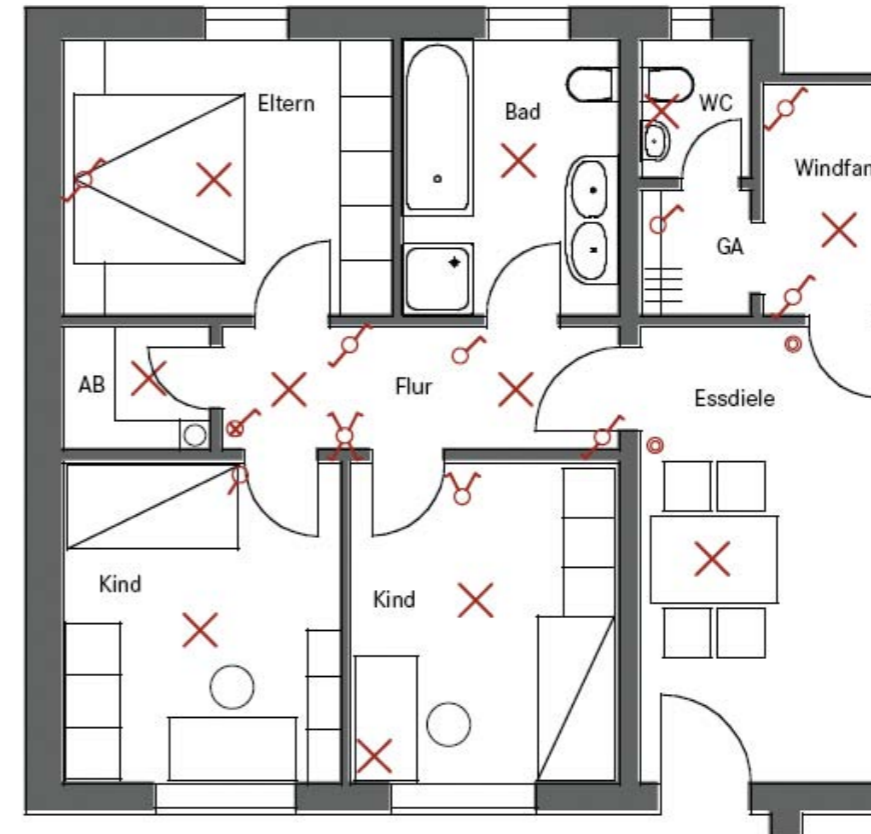 Eltern
Bad
WC
Windfan
GA
AB
Flur
Essdiele
Kind
Kind